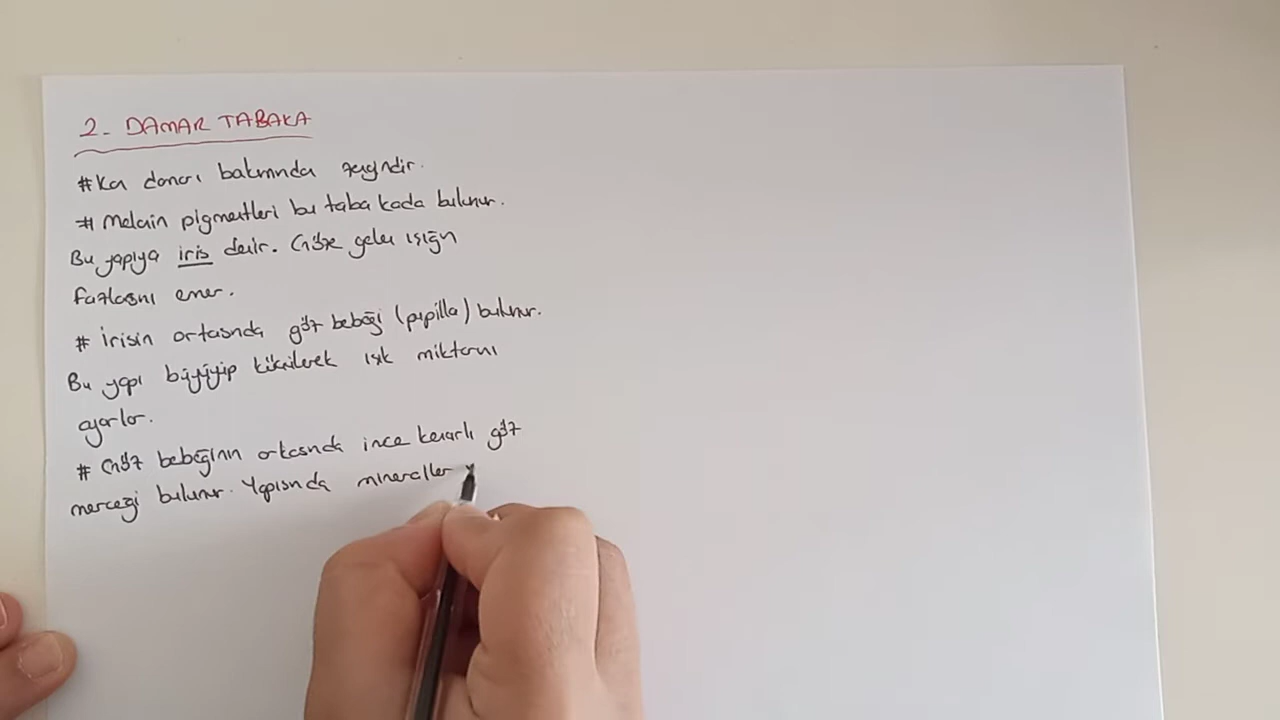 2- DAMAR TABAKA
# Kan damarı bakımında zengindir.
# Melanin pigmentleri bu tabakada bulunur.
Bu yapıya iris denir. Göze gelen ışığın
fazlasını emer.
# İrisin ortasında göz bebeği (pupilla) bulunur.
Bu yapı büyüyüp küçülerek ışık miktarını
ayarlar.
# Göz bebeğinin ortasında ince kenarlı göz
merceği bulunur. Yapısında mineraller